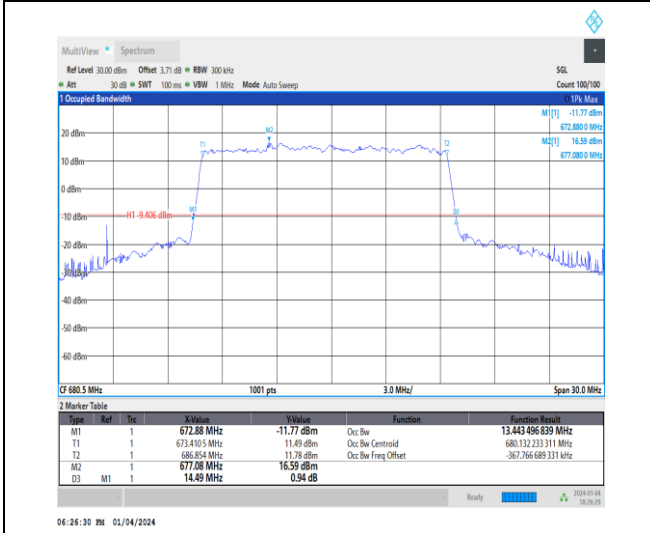 MultiView Spectrum
Ref Level 30.00 dBm Offset 3.71 dB RBW 300 kHz SGL
Att 30 dB SWT 100 ms VBW 1 MHz Mode Auto Sweep Count 100/100
1 Occupied Bandwidth 1Pk Max
M1[1] -11.77 dBm
672.880 0 MHz
M2[1] 16.59 dBm
677.080 0 MHz
20 dBm
M2
T1
T2
10 dBm
0 dBm
M1
-10 dBm
H1 -9.406 dBm
-20 dBm
-30 dBm
-40 dBm
-50 dBm
-60 dBm
CF 680.5 MHz 1001 pts 3.0 MHz/ Span 30.0 MHz
2 Marker Table
Type Ref Trc X-Value Y-Value Function Function Result
M1 1 672.88 MHz -11.77 dBm Occ Bw 13.443 496 839 MHz
T1 1 673.410 5 MHz 11.49 dBm Occ Bw Centroid 680.132 233 311 MHz
T2 1 686.854 MHz 11.78 dBm Occ Bw Freq Offset -367.766 689 331 kHz
M2 1 677.08 MHz 16.59 dBm
D3 M1 1 14.49 MHz 0.94 dB
Ready 2024-01-04
18:26:29
06:26:30 PM 01/04/2024